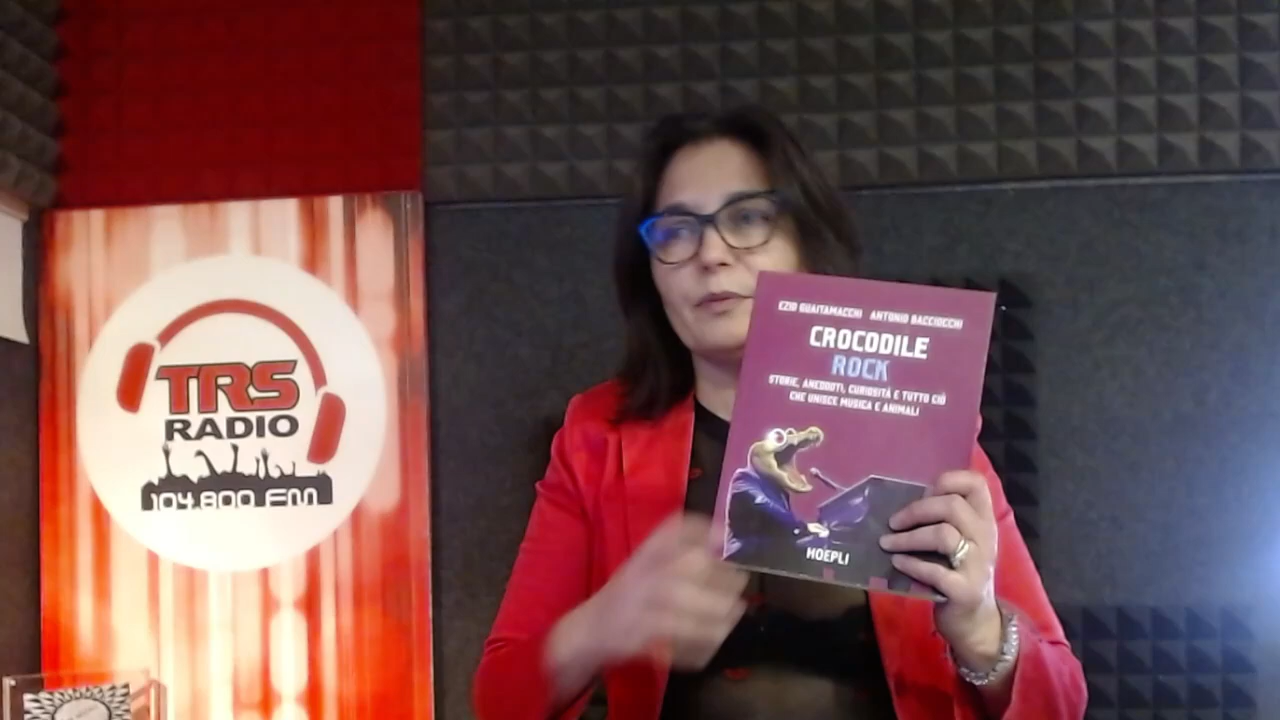 TRS
RADIO
104.800 FM
EZIO GUAITAMACCHI ANTONIO BACCIOCCHI
CROCODILE
ROCK
STORIE, ANEDDOTI, CURIOSITÀ E TUTTO CIÒ
CHE UNISCE MUSICA E ANIMALI
HOEPLI